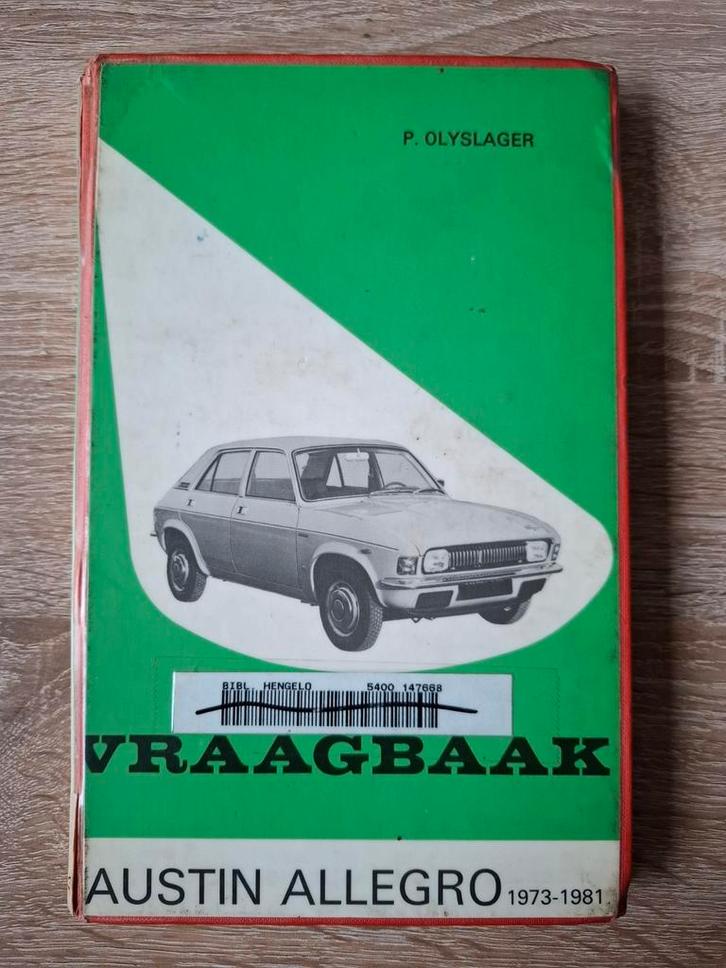 P. OLYSLAGER
BIBL. HENGELO 5400 147668
VRAAGBAAK
AUSTIN ALLEGRO 1973-1981